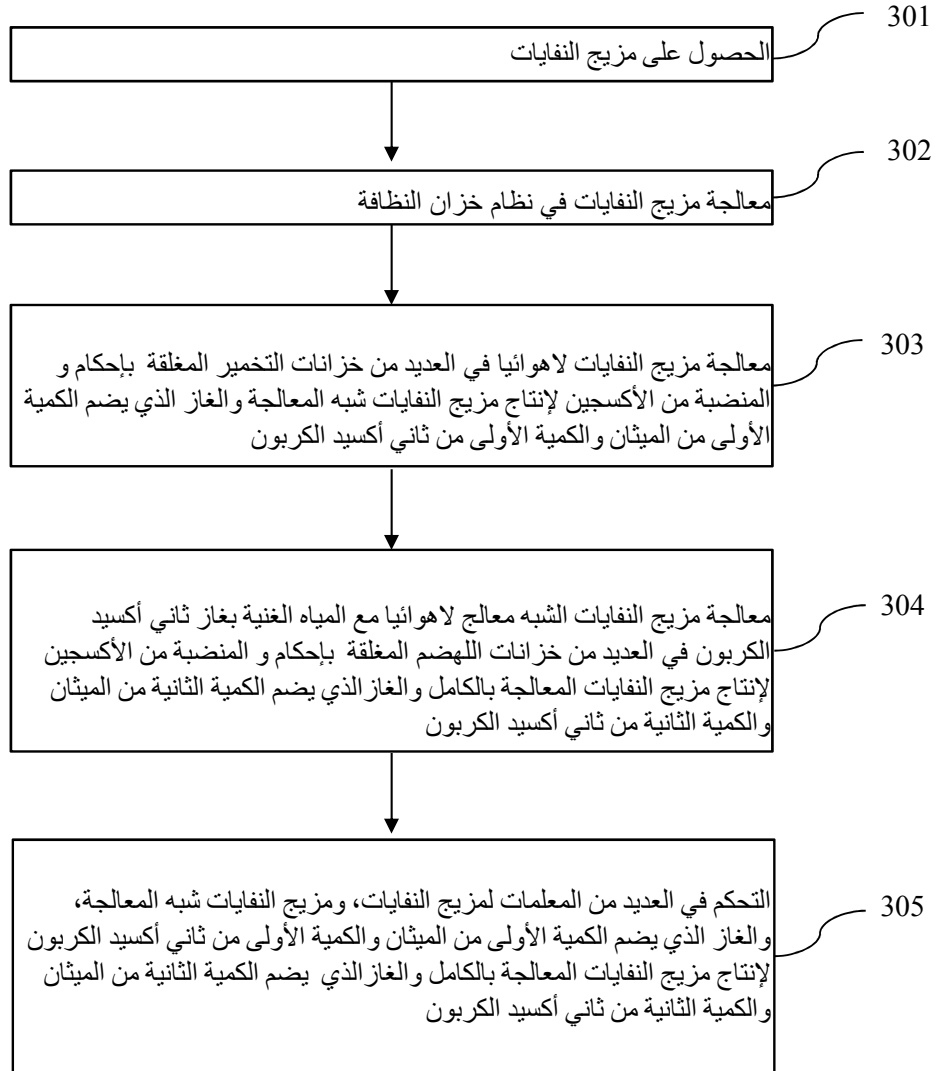 301
الحصول على مزيج النفايات
302
معالجة مزيج النفايات في نظام خزان النظافة
303
معالجة مزيج النفايات لاهوائيا في العديد من خزانات التخمير المغلقة بإحكام و
المنضبة من الأكسجين لإنتاج مزيج النفايات شبه المعالجة والغاز الذي يضم الكمية
الأولى من الميثان والكمية الأولى من ثاني أكسيد الكربون
304
معالجة مزيج النفايات الشبه معالج لاهوائيا مع المياه الغنية بغاز ثاني أكسيد
الكربون في العديد من خزانات اللهضم المغلقة بإحكام و المنضبة من الأكسجين
لإنتاج مزيج النفايات المعالجة بالكامل والغازالذي يضم الكمية الثانية من الميثان
والكمية الثانية من ثاني أكسيد الكربون
305
التحكم في العديد من المعلمات لمزيج النفايات، ومزيج النفايات شبه المعالجة،
والغاز الذي يضم الكمية الأولى من الميثان والكمية الأولى من ثاني أكسيد الكربون
لإنتاج مزيج النفايات المعالجة بالكامل والغازالذي يضم الكمية الثانية من الميثان
والكمية الثانية من ثاني أكسيد الكربون